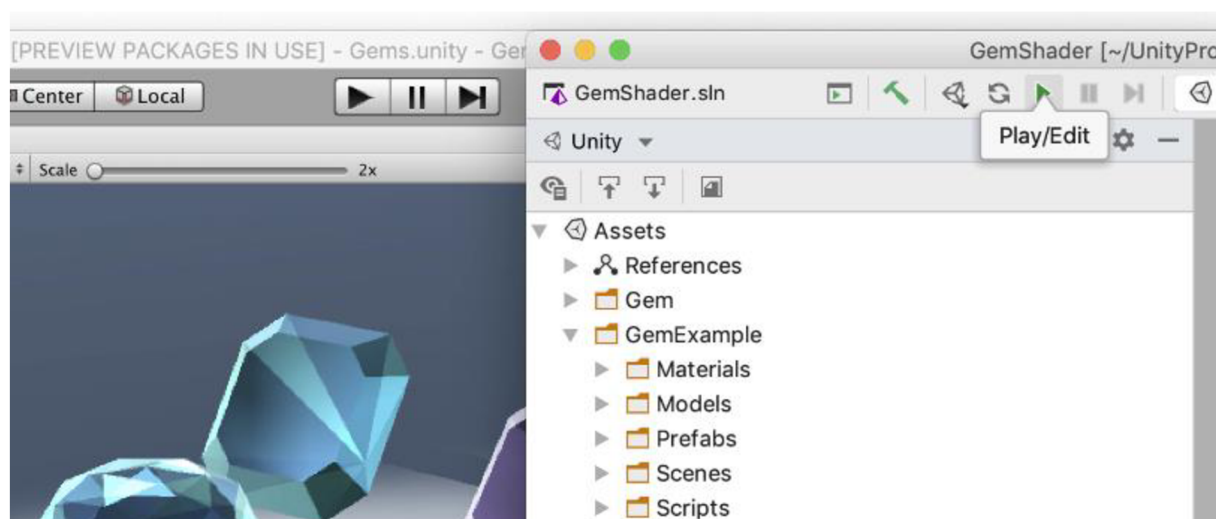 [PREVIEW PACKAGES IN USE] - Gems.unity - Ger
Center
Local
Scale
2x
GemShader [~/UnityPro
GemShader.sln
Play/Edit
Unity
Assets
References
Gem
GemExample
Materials
Models
Prefabs
Scenes
Scripts